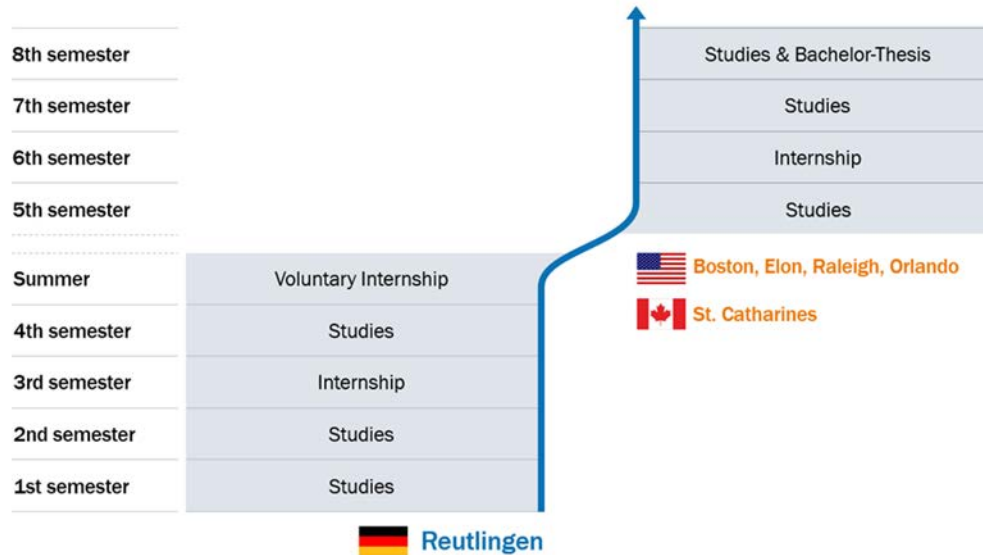 8th semester
Studies & Bachelor-Thesis
7th semester
Studies
6th semester
Internship
5th semester
Studies
Summer
Voluntary Internship
Boston, Elon, Raleigh, Orlando
4th semester
Studies
St. Catharines
3rd semester
Internship
2nd semester
Studies
1st semester
Studies
Reutlingen